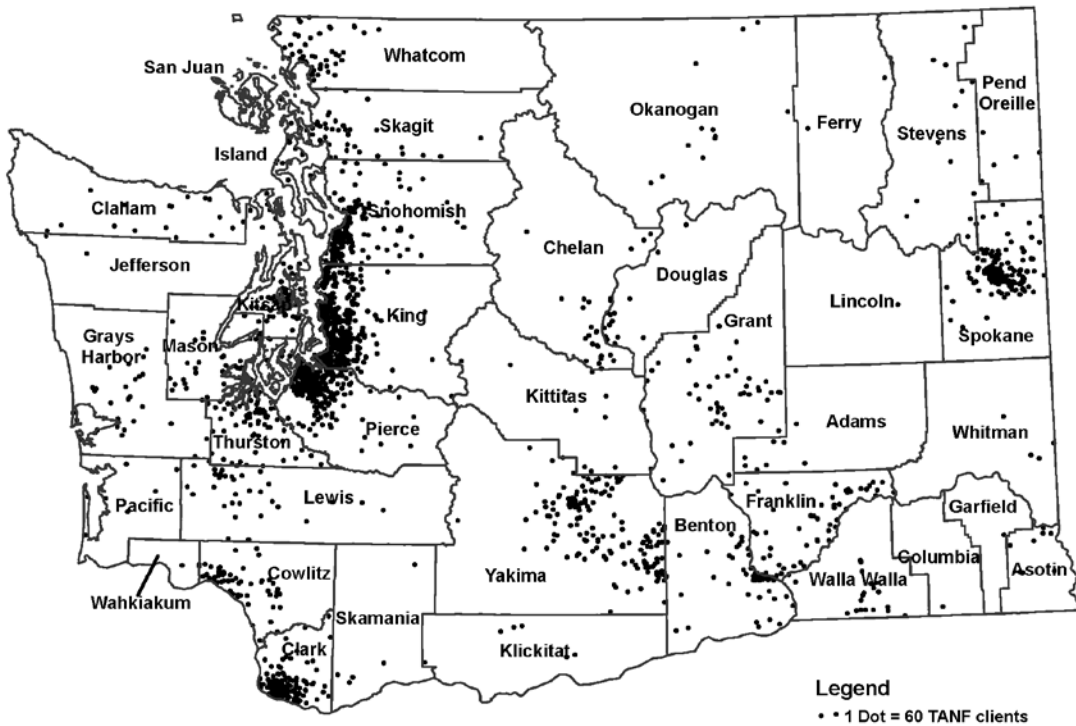 Whatcom
San Juan
Okanogan
Ferry
Pend
Oreille
Stevens
Skagit
Island
Clallam
Snohomish
Chelan
Douglas
Jefferson
Kitsap
Lincoln
Grant
King
Spokane
Grays
Harbor
Mason
Kittitas
Adams
Whitman
Thurston
Pierce
Pacific
Lewis
Franklin
Garfield
Benton
Columbia
Yakima
Walla Walla
Asotin
Cowlitz
Wahkiakum
Skamania
Clark
Klickitat
Legend
1 Dot = 60 TANF clients